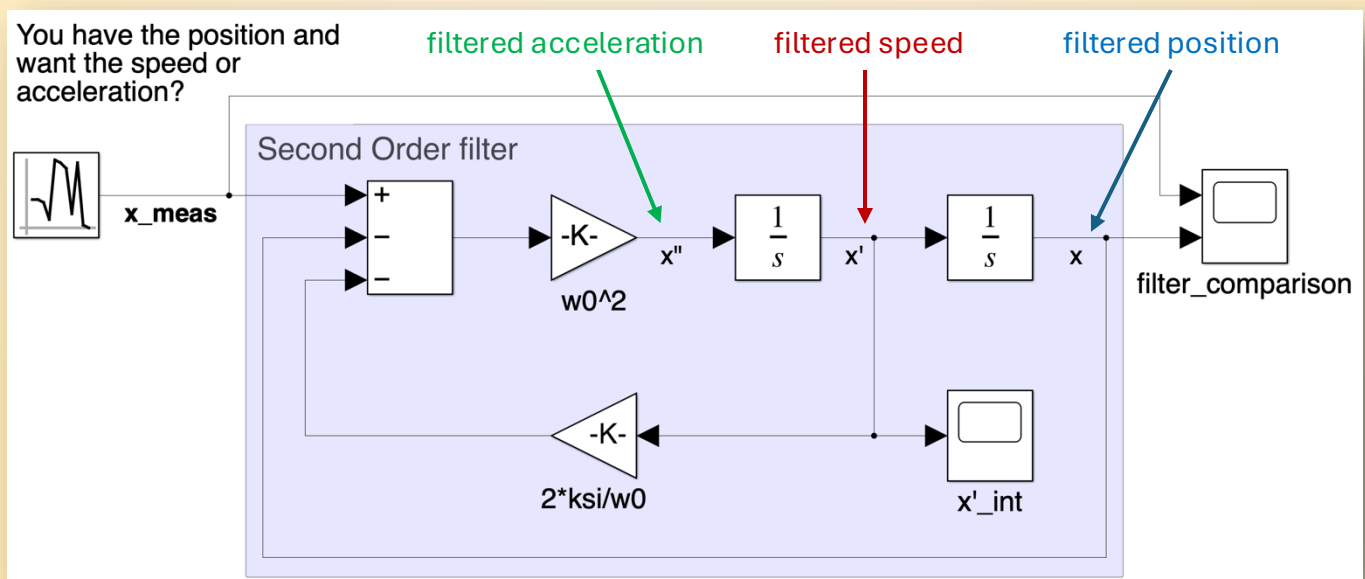 You have the position and
want the speed or
acceleration?
filtered acceleration
filtered speed
filtered position
Second Order filter
x_meas
+
−
−
-K-
w0^2
x"
1
s
x'
1
s
x
filter_comparison
-K-
2*ksi/w0
x'_int